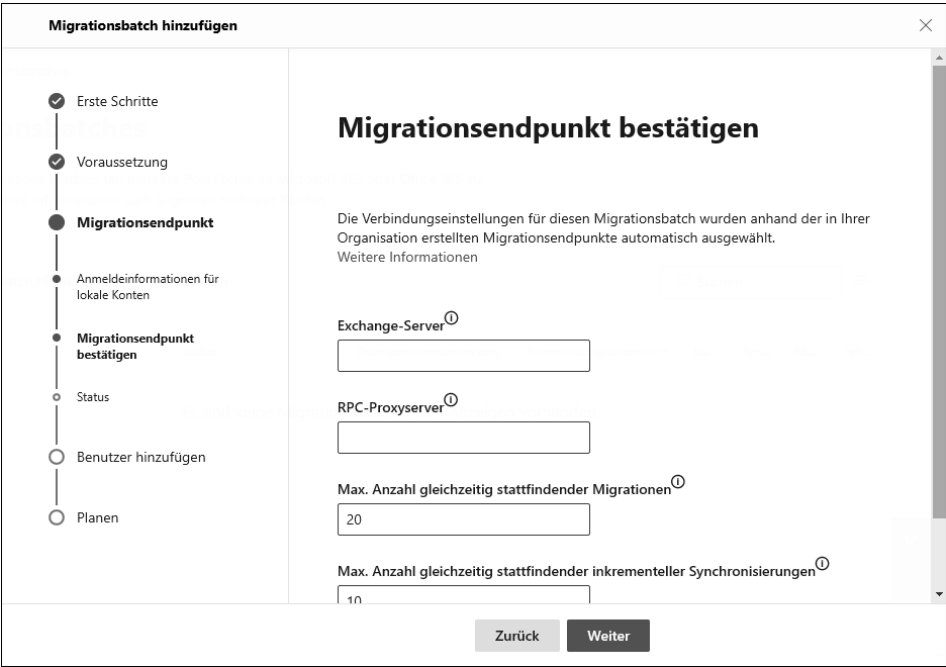 Migrationsbatch hinzufügen
Erste Schritte
Voraussetzung
Migrationsendpunkt
Anmeldeinformationen für
lokale Konten
Migrationsendpunkt
bestätigen
Status
Benutzer hinzufügen
Planen
Migrationsendpunkt bestätigen
Die Verbindungseinstellungen für diesen Migrationsbatch wurden anhand der in Ihrer
Organisation erstellten Migrationsendpunkte automatisch ausgewählt.
Weitere Informationen
Exchange-Server
RPC-Proxyserver
Max. Anzahl gleichzeitig stattfindender Migrationen
20
Max. Anzahl gleichzeitig stattfindender inkrementeller Synchronisierungen
10
Zurück
Weiter